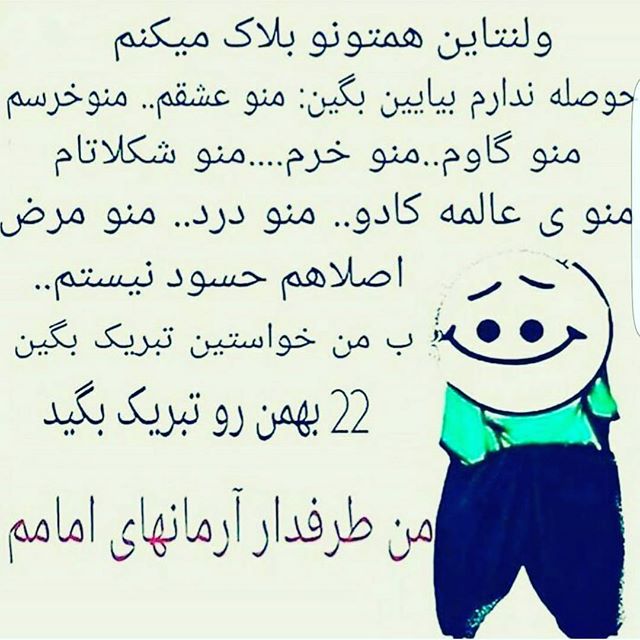 ولنتاین همتونو بلاک میکنم
حوصله ندارم بیایین بگین: منو عشقم.. منوخرسم
منو گاوم..منو خرم....منو شکلاتام
منو ی عالمه کادو.. منو درد.. منو مرض
اصلاهم حسود نیستم..
ب من خواستین تبریک بگین
22 بهمن رو تبریک بگید
من طرفدار آرمانهای امامم